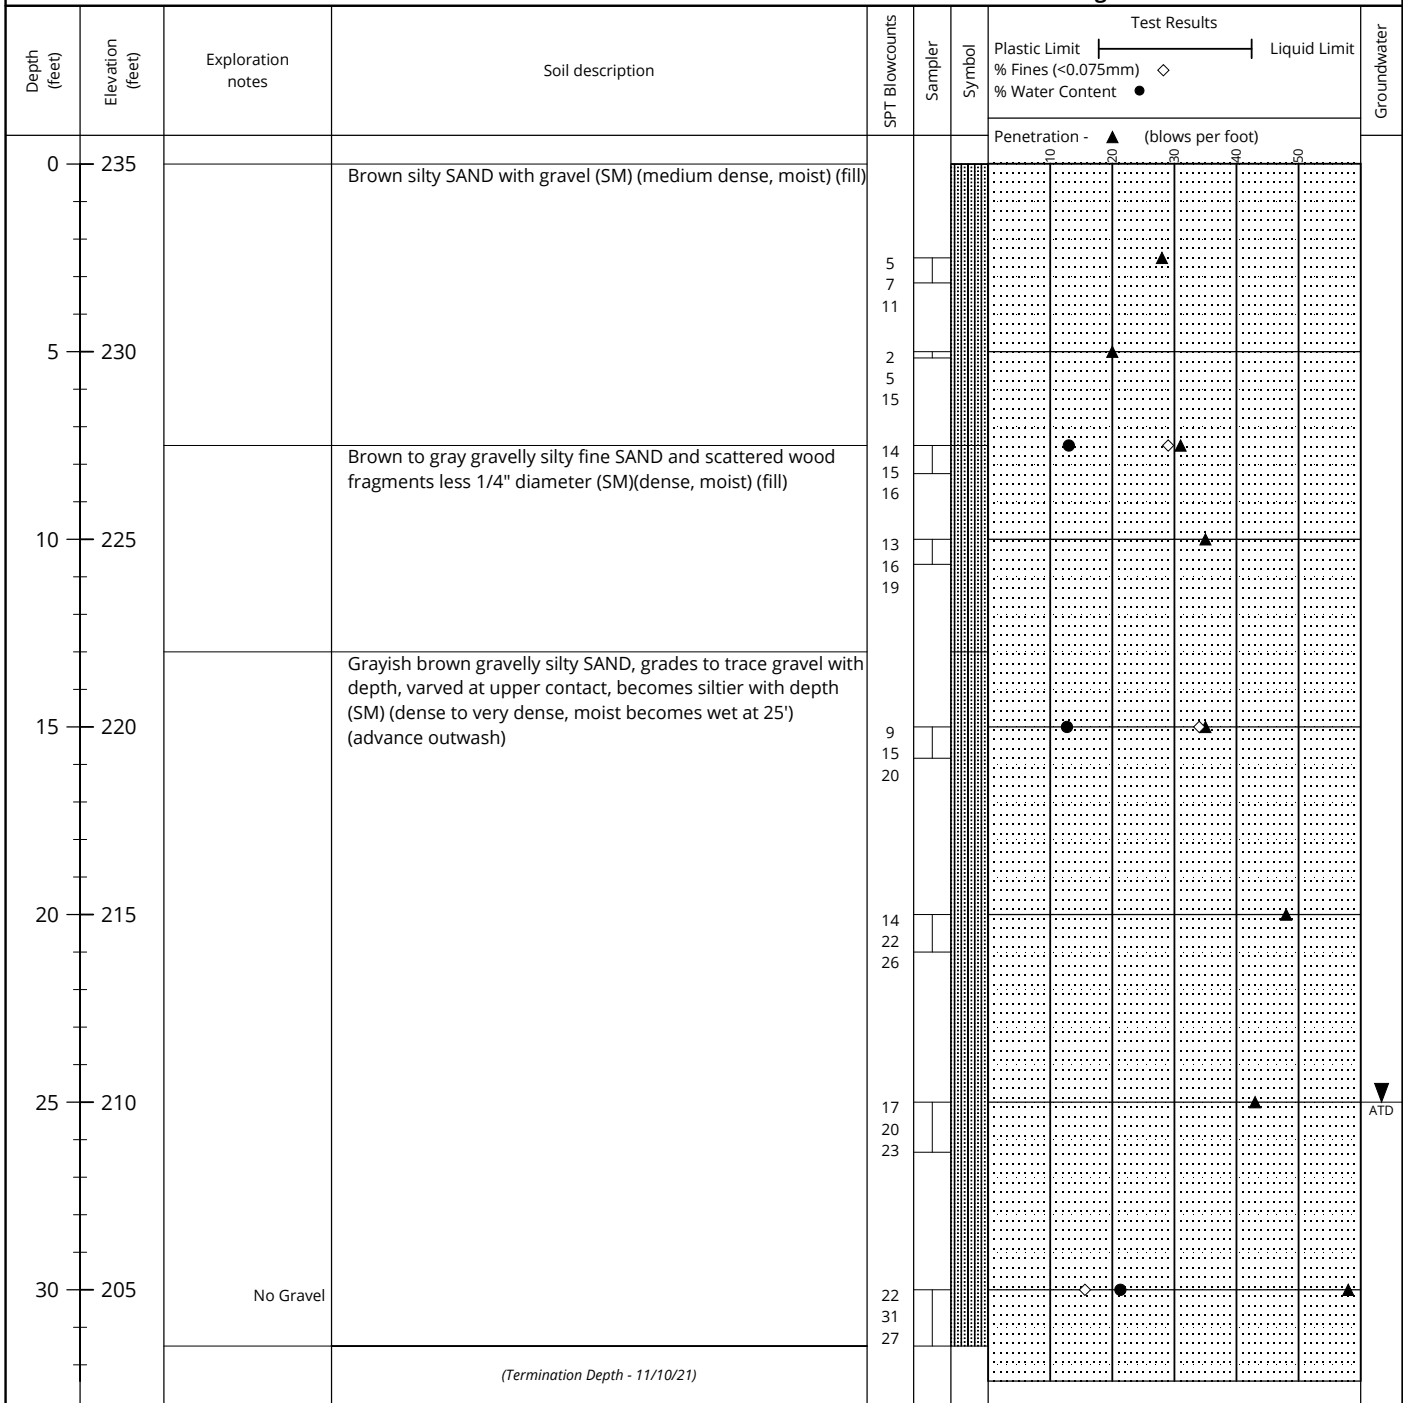 Depth
(feet)
Elevation
(feet)
Exploration
notes
Soil description
SPT Blowcounts
Sampler
Symbol
Test Results
Plastic Limit Liquid Limit
% Fines (<0.075mm)
% Water Content
Groundwater
Penetration - (blows per foot)
10 20 30 40 50
0 235
Brown silty SAND with gravel (SM) (medium dense, moist) (fill)
5
7
11
5 230
2
5
15
Brown to gray gravelly silty fine SAND and scattered wood
fragments less 1/4" diameter (SM)(dense, moist) (fill)
14
15
16
10 225
13
16
19
Grayish brown gravelly silty SAND, grades to trace gravel with
depth, varved at upper contact, becomes siltier with depth
(SM) (dense to very dense, moist becomes wet at 25')
(advance outwash)
15 220
9
15
20
20 215
14
22
26
25 210
17
20
23
ATD
30 205
No Gravel
22
31
27
(Termination Depth - 11/10/21)